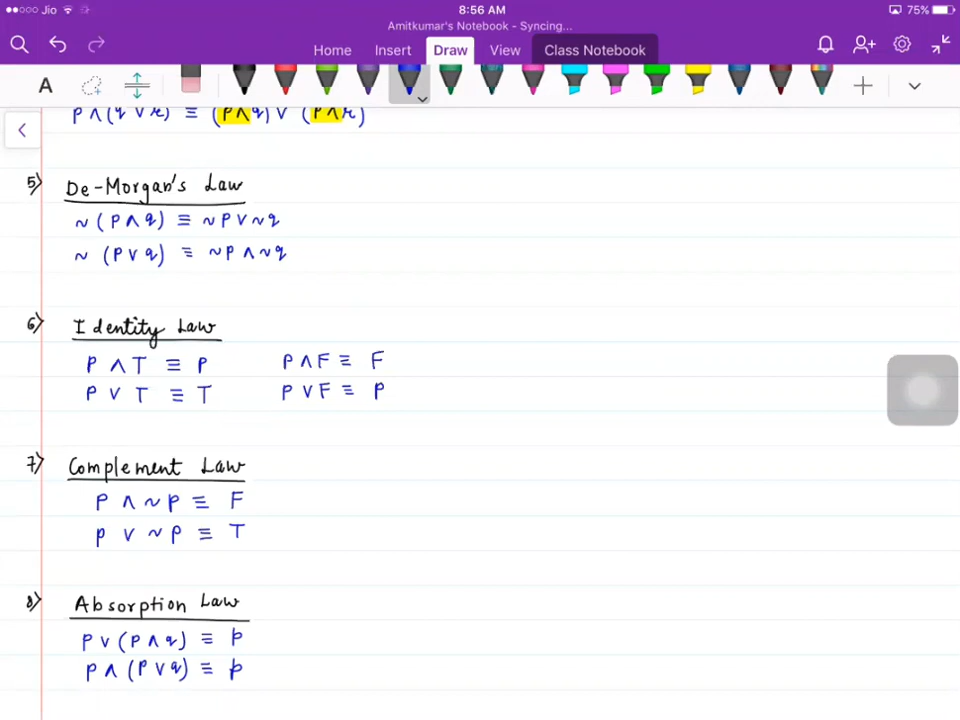 Jio 8:56 AM 75%
Amitkumar's Notebook - Syncing...
Home Insert Draw View Class Notebook
A
p ∧ (q ∨ r) ≡ (p ∧ q) ∨ (p ∧ r)
5) De-Morgan's Law
~ (p ∧ q) ≡ ~p ∨ ~q
~ (p ∨ q) ≡ ~p ∧ ~q
6) Identity Law
p ∧ T ≡ p p ∧ F ≡ F
p ∨ T ≡ T p ∨ F ≡ p
7) Complement Law
p ∧ ~p ≡ F
p ∨ ~p ≡ T
8) Absorption Law
p ∨ (p ∧ q) ≡ p
p ∧ (p ∨ q) ≡ p